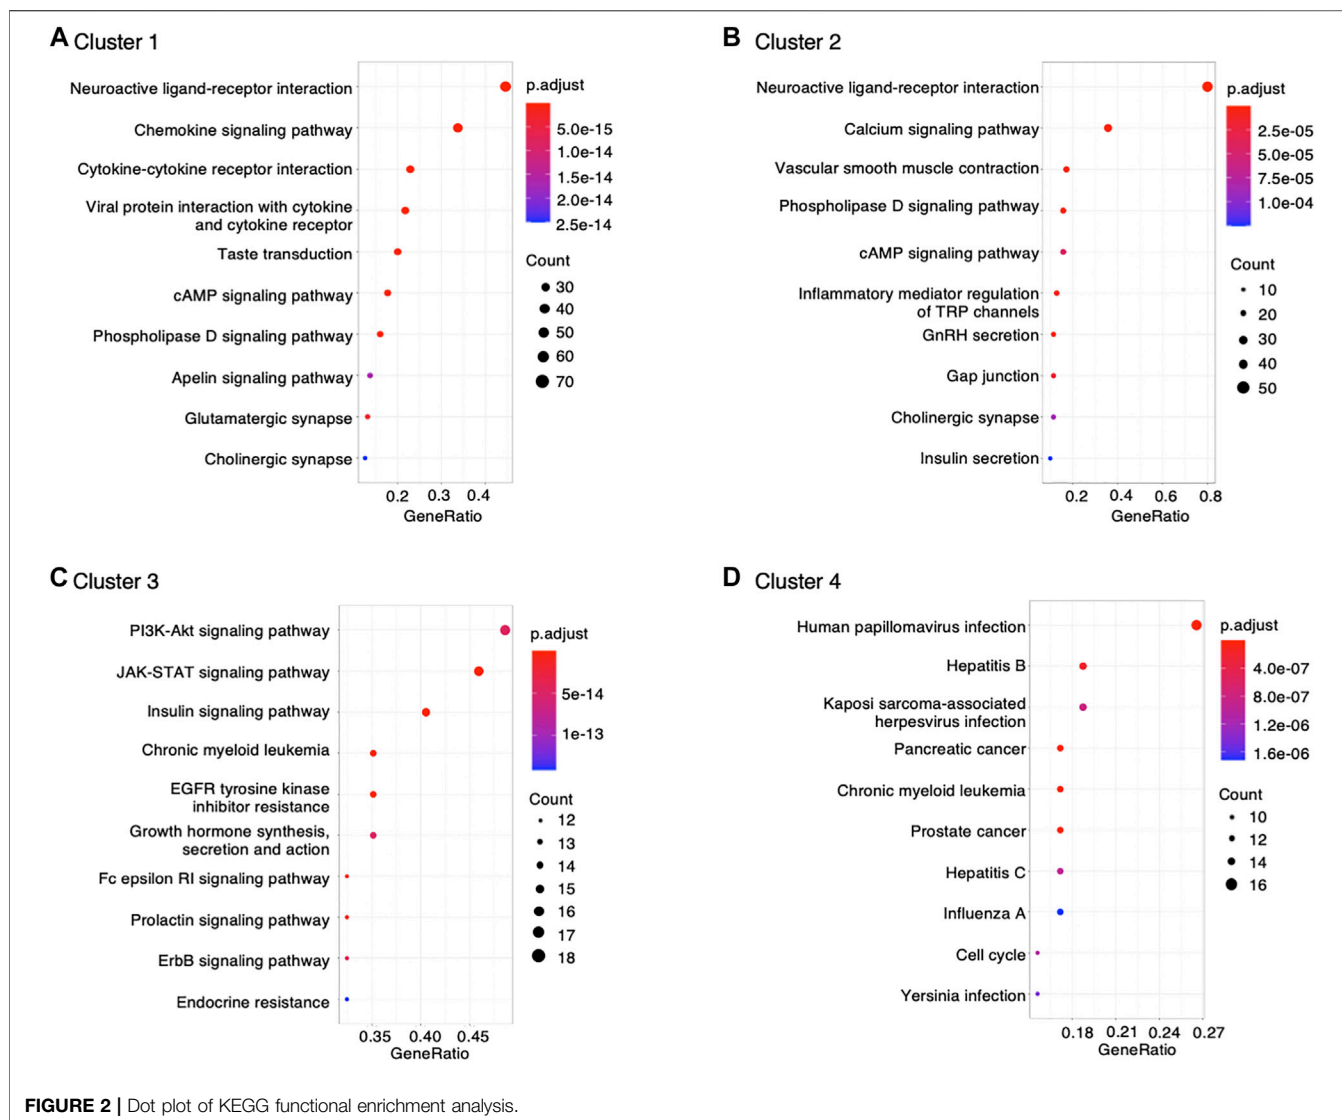 A Cluster 1
Neuroactive ligand-receptor interaction
Chemokine signaling pathway
Cytokine-cytokine receptor interaction
Viral protein interaction with cytokine
and cytokine receptor
Taste transduction
cAMP signaling pathway
Phospholipase D signaling pathway
Apelin signaling pathway
Glutamatergic synapse
Cholinergic synapse
0.2 0.3 0.4
GeneRatio
p.adjust
5.0e-15
1.0e-14
1.5e-14
2.0e-14
2.5e-14
Count
30
40
50
60
70
B Cluster 2
Neuroactive ligand-receptor interaction
Calcium signaling pathway
Vascular smooth muscle contraction
Phospholipase D signaling pathway
cAMP signaling pathway
Inflammatory mediator regulation
of TRP channels
GnRH secretion
Gap junction
Cholinergic synapse
Insulin secretion
0.2 0.4 0.6 0.8
GeneRatio
p.adjust
2.5e-05
5.0e-05
7.5e-05
1.0e-04
Count
10
20
30
40
50
C Cluster 3
PI3K-Akt signaling pathway
JAK-STAT signaling pathway
Insulin signaling pathway
Chronic myeloid leukemia
EGFR tyrosine kinase
inhibitor resistance
Growth hormone synthesis,
secretion and action
Fc epsilon RI signaling pathway
Prolactin signaling pathway
ErbB signaling pathway
Endocrine resistance
0.35 0.40 0.45
GeneRatio
p.adjust
5e-14
1e-13
Count
12
13
14
15
16
17
18
D Cluster 4
Human papillomavirus infection
Hepatitis B
Kaposi sarcoma-associated
herpesvirus infection
Pancreatic cancer
Chronic myeloid leukemia
Prostate cancer
Hepatitis C
Influenza A
Cell cycle
Yersinia infection
0.18 0.21 0.24 0.27
GeneRatio
p.adjust
4.0e-07
8.0e-07
1.2e-06
1.6e-06
Count
10
12
14
16
FIGURE 2 | Dot plot of KEGG functional enrichment analysis.